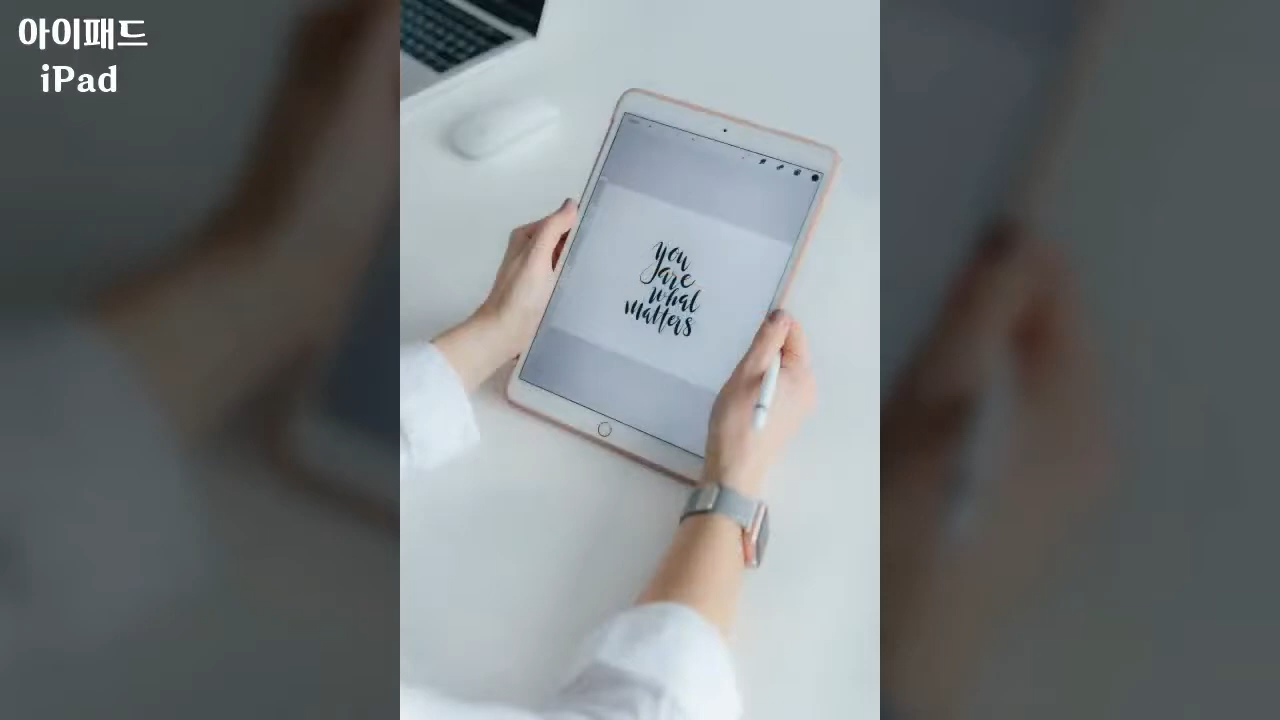 아이패드
iPad
you
are
what
matters